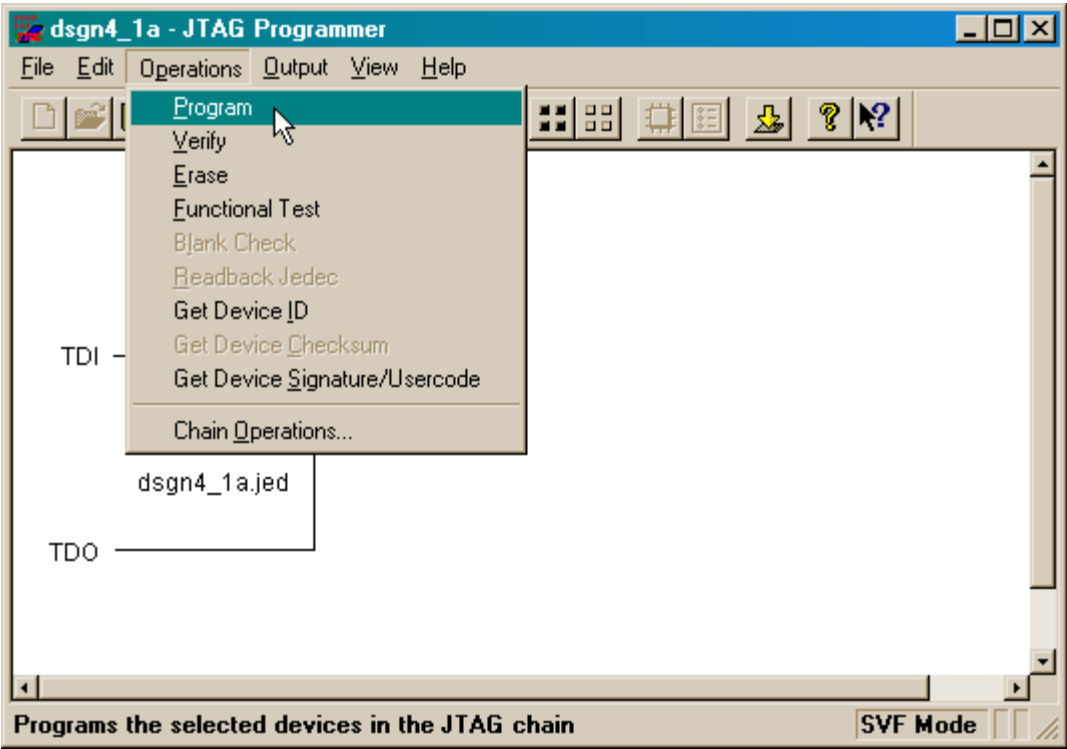 dsgn4_1a - JTAG Programmer
File Edit Operations Output View Help
Program
Verify
Erase
Functional Test
Blank Check
Readback Jedec
Get Device ID
Get Device Checksum
TDI
Get Device Signature/Usercode
Chain Operations...
dsgn4_1a.jed
TDO
Programs the selected devices in the JTAG chain SVF Mode